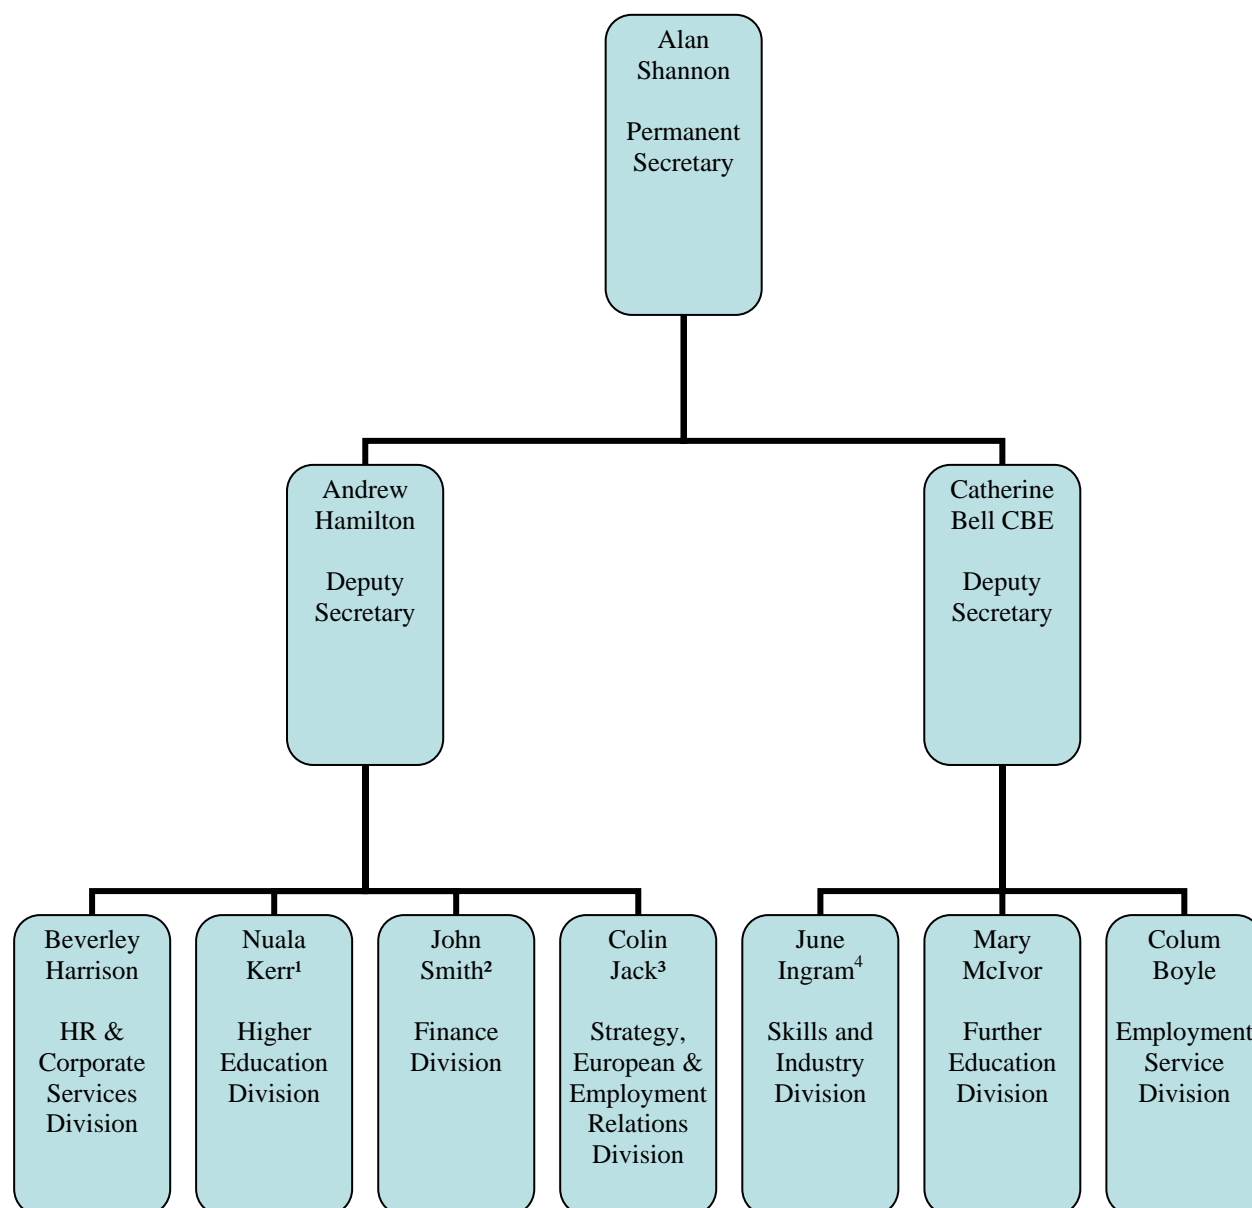 Alan
Shannon
Permanent
Secretary
Andrew
Hamilton
Deputy
Secretary
Catherine
Bell CBE
Deputy
Secretary
Beverley
Harrison
HR &
Corporate
Services
Division
Nuala
Kerr¹
Higher
Education
Division
John
Smith²
Finance
Division
Colin
Jack³
Strategy,
European &
Employment
Relations
Division
June
Ingram⁴
Skills and
Industry
Division
Mary
McIvor
Further
Education
Division
Colum
Boyle
Employment
Service
Division